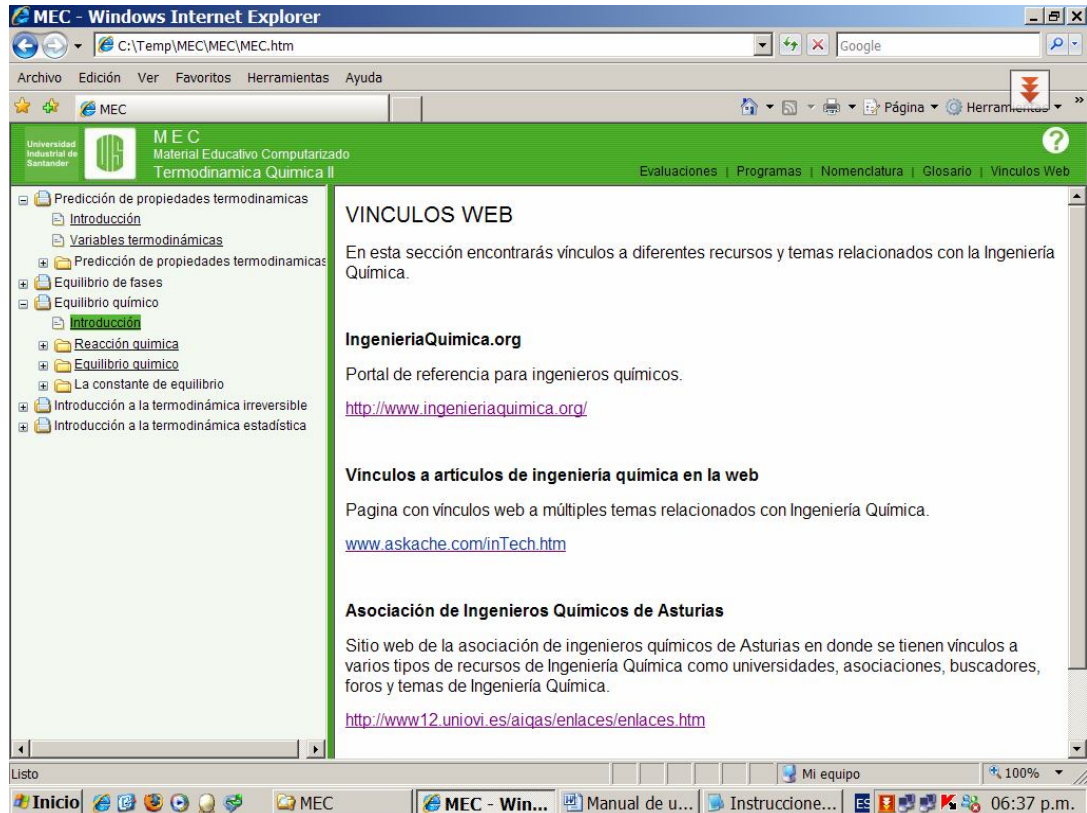 MEC - Windows Internet Explorer
C:\Temp\MEC\MEC\MEC.htm
Google
Archivo Edición Ver Favoritos Herramientas Ayuda
MEC
Página Herramientas »
Universidad
Industrial de
Santander
MEC
Material Educativo Computarizado
Termodinamica Quimica II
?
Evaluaciones | Programas | Nomenclatura | Glosario | Vinculos Web
Predicción de propiedades termodinamicas
Introducción
Variables termodinámicas
Predicción de propiedades termodinamicas
Equilibrio de fases
Equilibrio químico
Introducción
Reacción quimica
Equilibrio quimico
La constante de equilibrio
Introducción a la termodinámica irreversible
Introducción a la termodinámica estadística
VINCULOS WEB
En esta sección encontrarás vínculos a diferentes recursos y temas relacionados con la Ingeniería
Química.
IngenieriaQuimica.org
Portal de referencia para ingenieros químicos.
http://www.ingenieriaquimica.org/
Vínculos a artículos de ingeniería química en la web
Pagina con vínculos web a múltiples temas relacionados con Ingeniería Química.
www.askache.com/inTech.htm
Asociación de Ingenieros Químicos de Asturias
Sitio web de la asociación de ingenieros químicos de Asturias en donde se tienen vínculos a
varios tipos de recursos de Ingeniería Química como universidades, asociaciones, buscadores,
foros y temas de Ingeniería Química.
http://www12.uniovi.es/aiqas/enlaces/enlaces.htm
Listo
Mi equipo
100%
Inicio
MEC
MEC - Win...
Manual de u...
Instruccione...
ES
06:37 p.m.